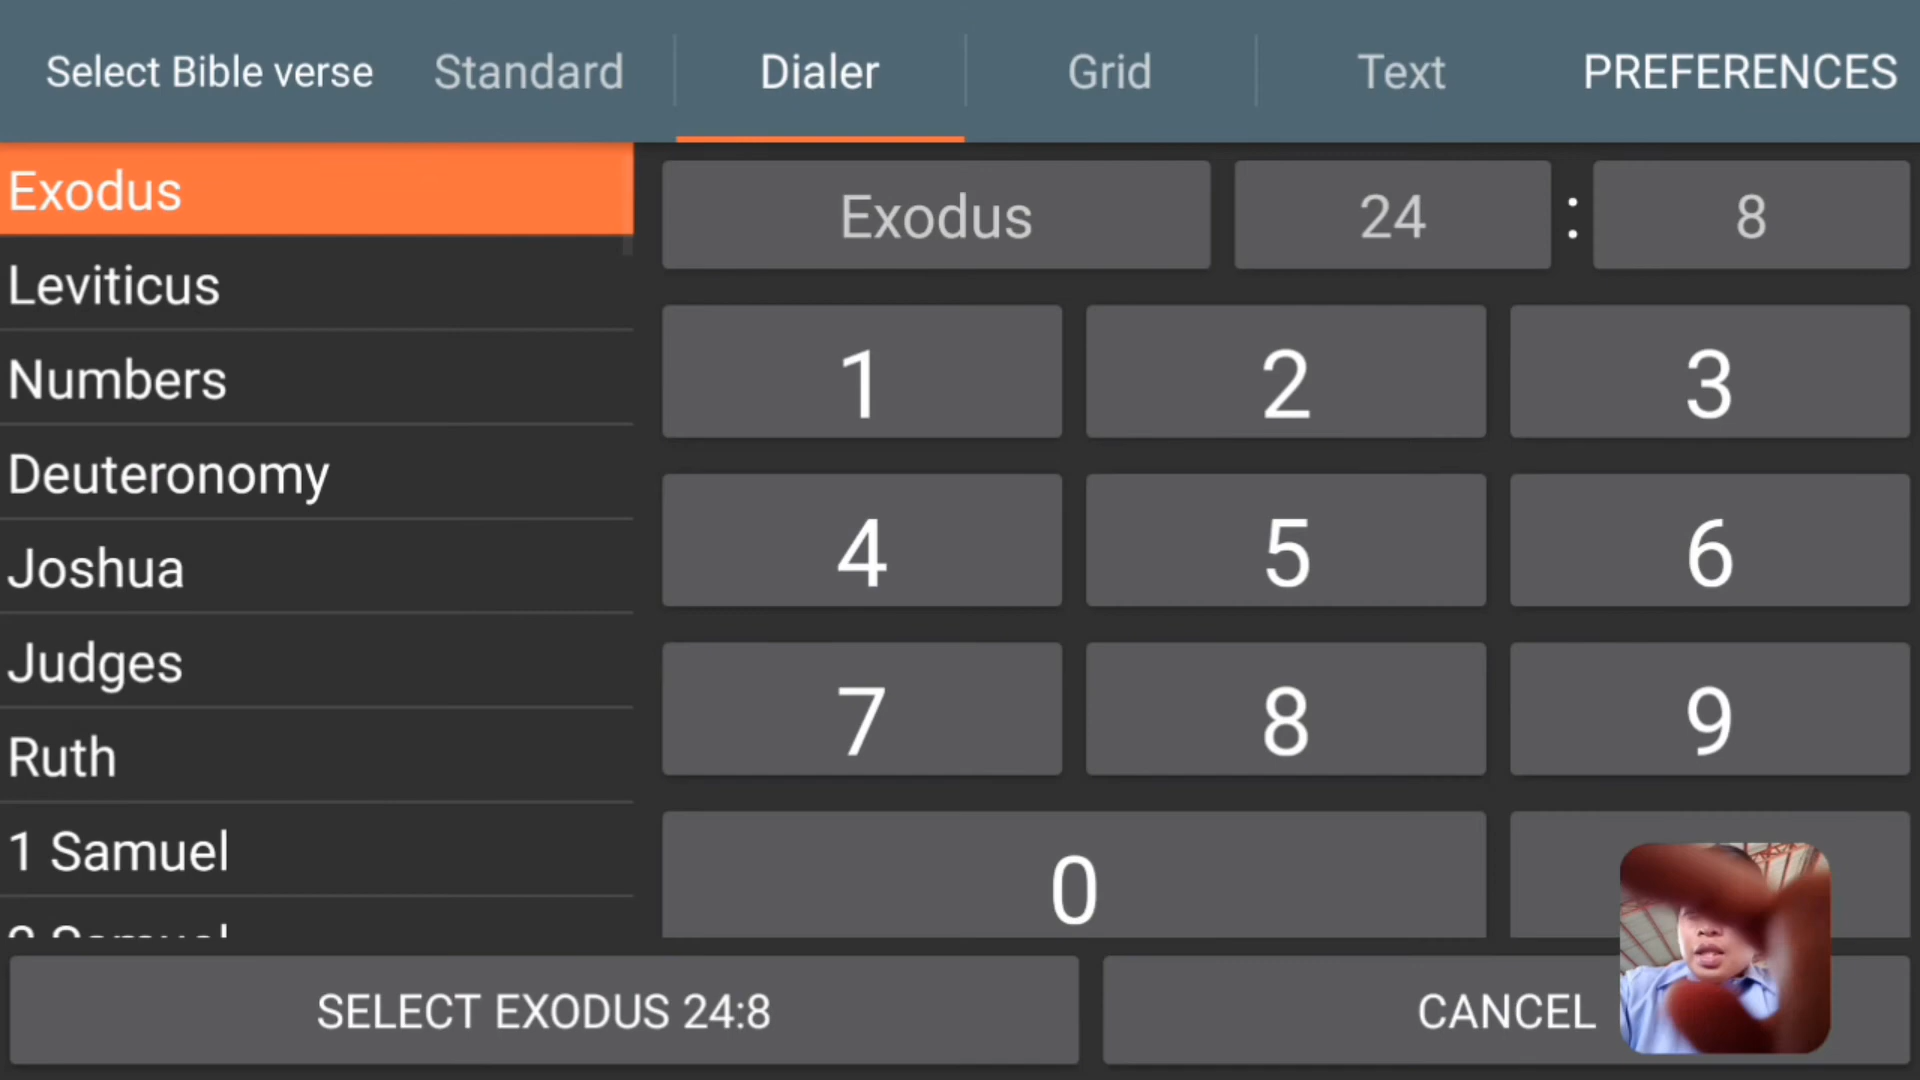 Select Bible verse Standard Dialer Grid Text PREFERENCES
Exodus
Leviticus
Numbers
Deuteronomy
Joshua
Judges
Ruth
1 Samuel
Exodus 24 : 8
1 2 3
4 5 6
7 8 9
0
SELECT EXODUS 24:8 CANCEL